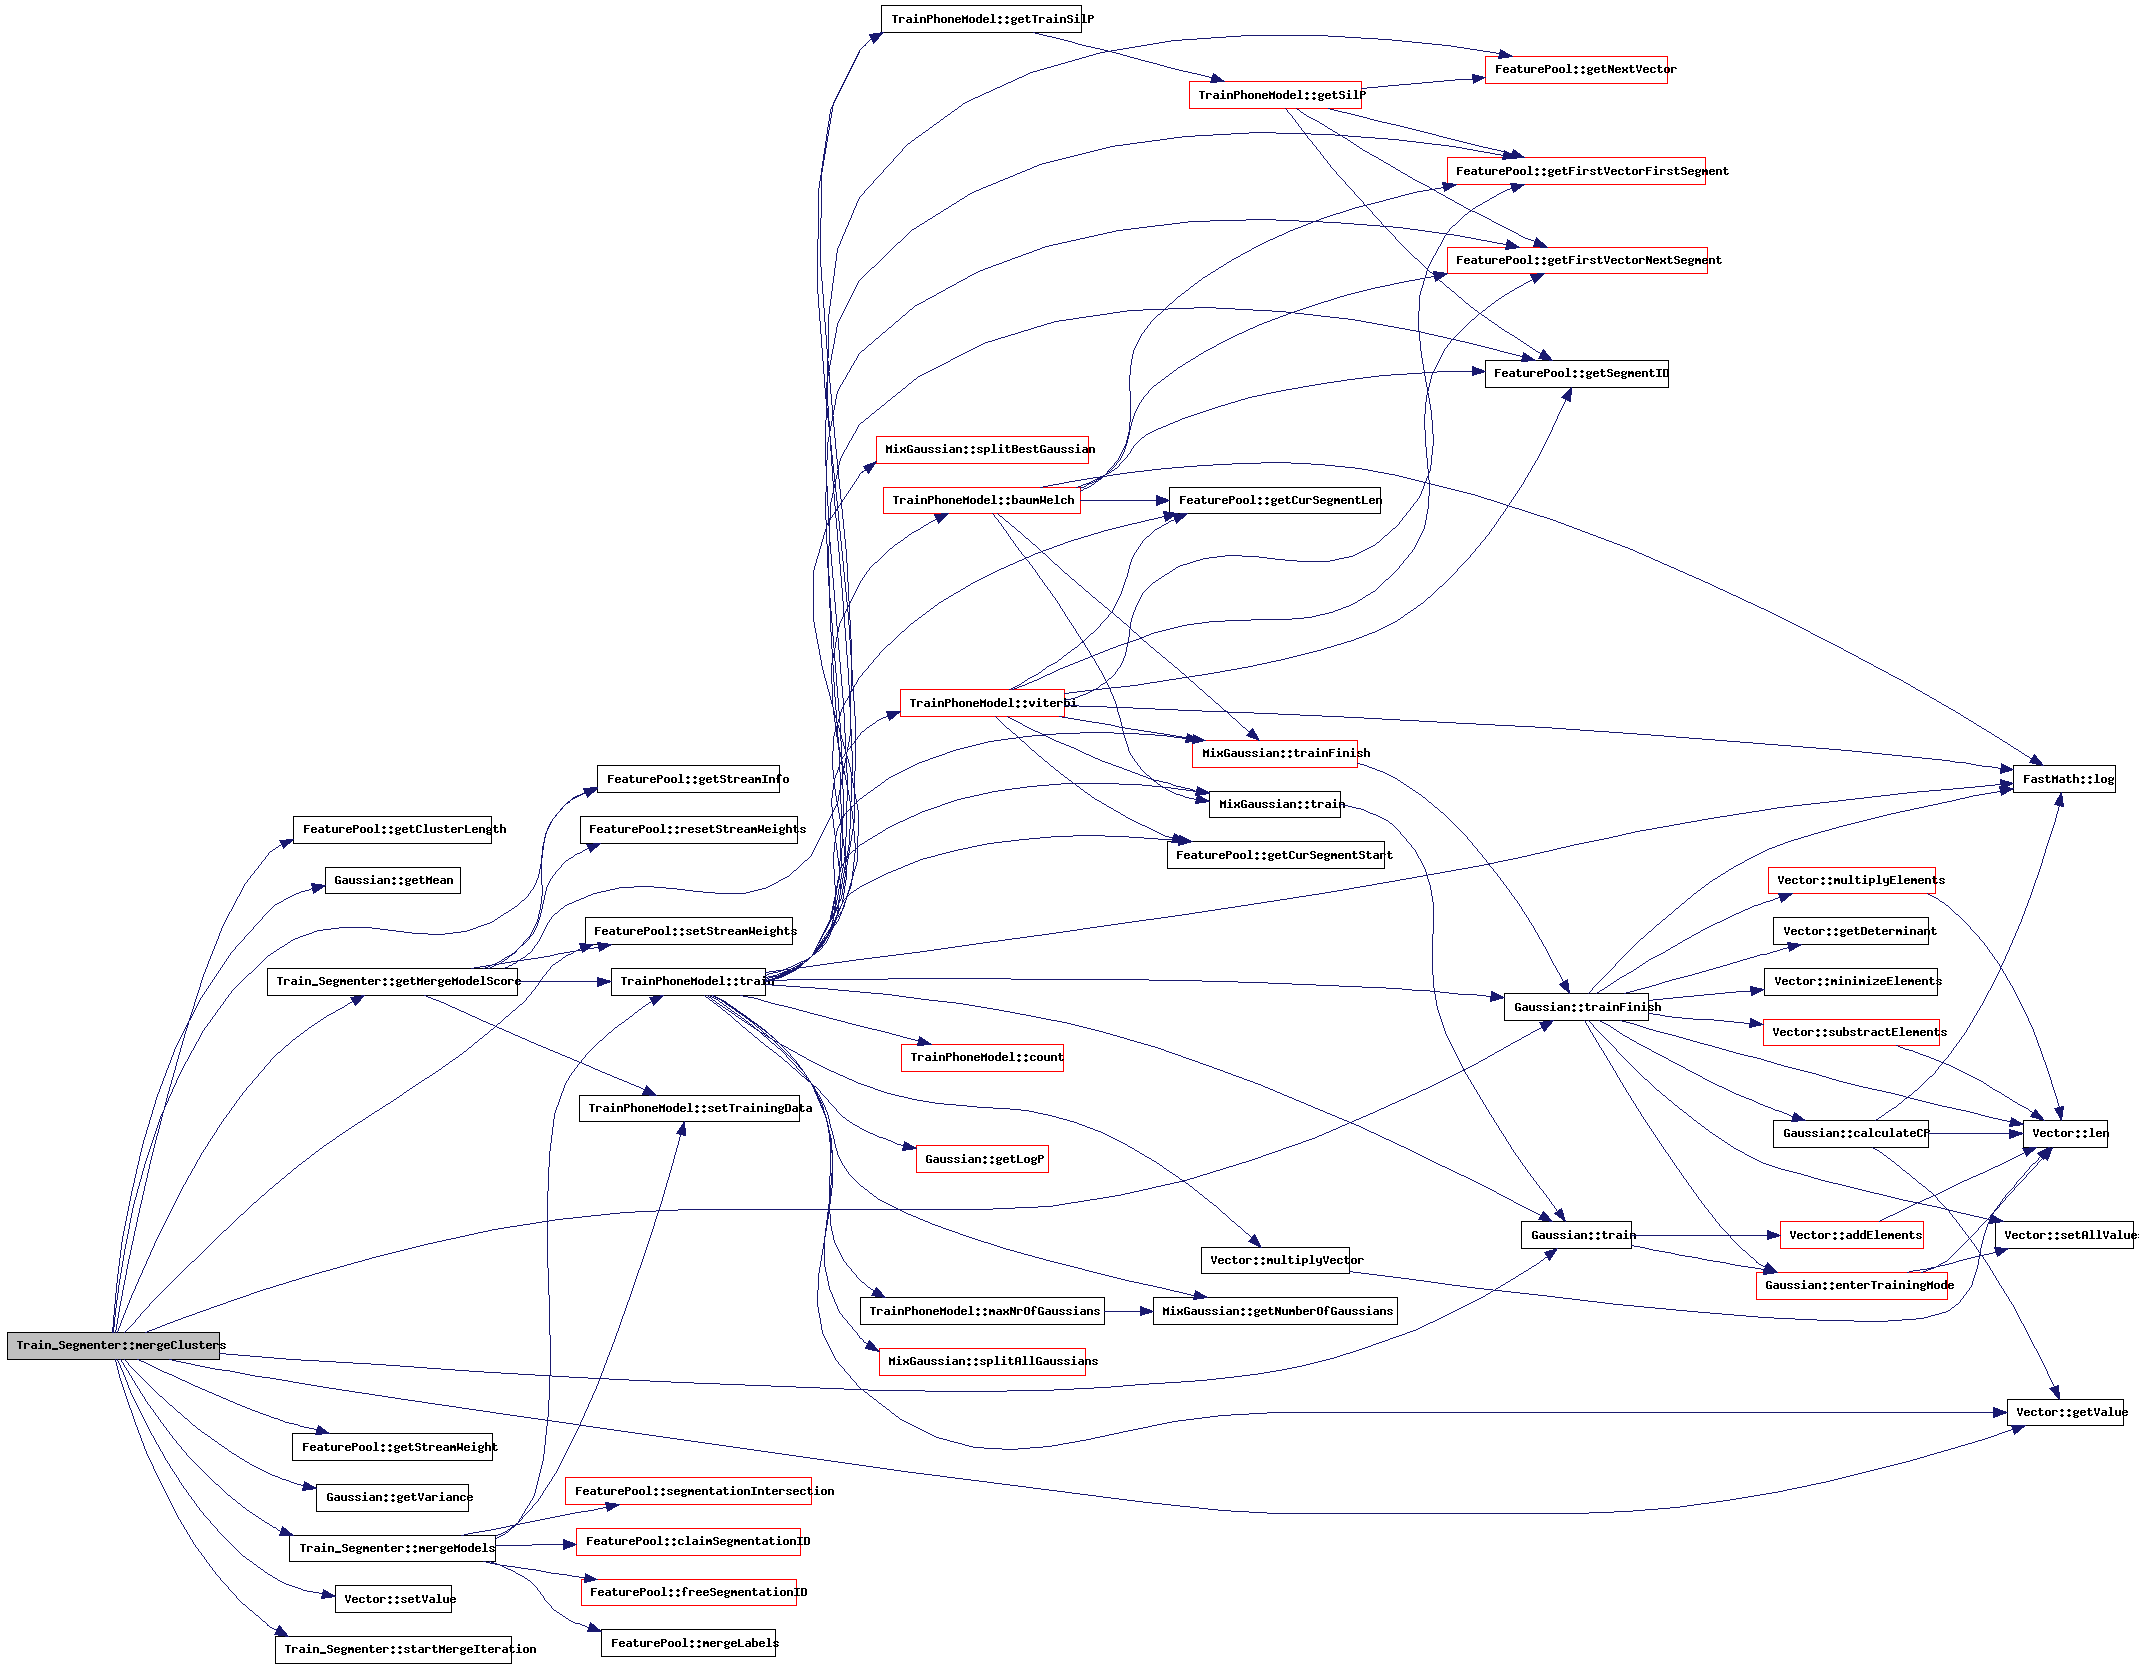 TrainPhoneModel::getTrainSilP
FeaturePool::getNextVector
TrainPhoneModel::getSilP
FeaturePool::getFirstVectorFirstSegment
FeaturePool::getFirstVectorNextSegment
FeaturePool::getSegmentID
MixGaussian::splitBestGaussian
TrainPhoneModel::baumWelch
FeaturePool::getCurSegmentLen
TrainPhoneModel::viterbi
MixGaussian::trainFinish
FeaturePool::getStreamInfo
FastMath::log
MixGaussian::train
FeaturePool::getClusterLength
FeaturePool::resetStreamWeights
FeaturePool::getCurSegmentStart
Gaussian::getMean
Vector::multiplyElements
FeaturePool::setStreamWeights
Vector::getDeterminant
Train_Segmenter::getMergeModelScore
TrainPhoneModel::train
Vector::minimizeElements
Gaussian::trainFinish
Vector::substractElements
TrainPhoneModel::count
TrainPhoneModel::setTrainingData
Gaussian::calculateCP
Vector::len
Gaussian::getLogP
Gaussian::train
Vector::addElements
Vector::setAllValues
Vector::multiplyVector
Gaussian::enterTrainingMode
TrainPhoneModel::maxNrOfGaussians
MixGaussian::getNumberOfGaussians
Train_Segmenter::mergeClusters
MixGaussian::splitAllGaussians
Vector::getValue
FeaturePool::getStreamWeight
FeaturePool::segmentationIntersection
Gaussian::getVariance
FeaturePool::claimSegmentationID
Train_Segmenter::mergeModels
FeaturePool::freeSegmentationID
Vector::setValue
FeaturePool::mergeLabels
Train_Segmenter::startMergeIteration